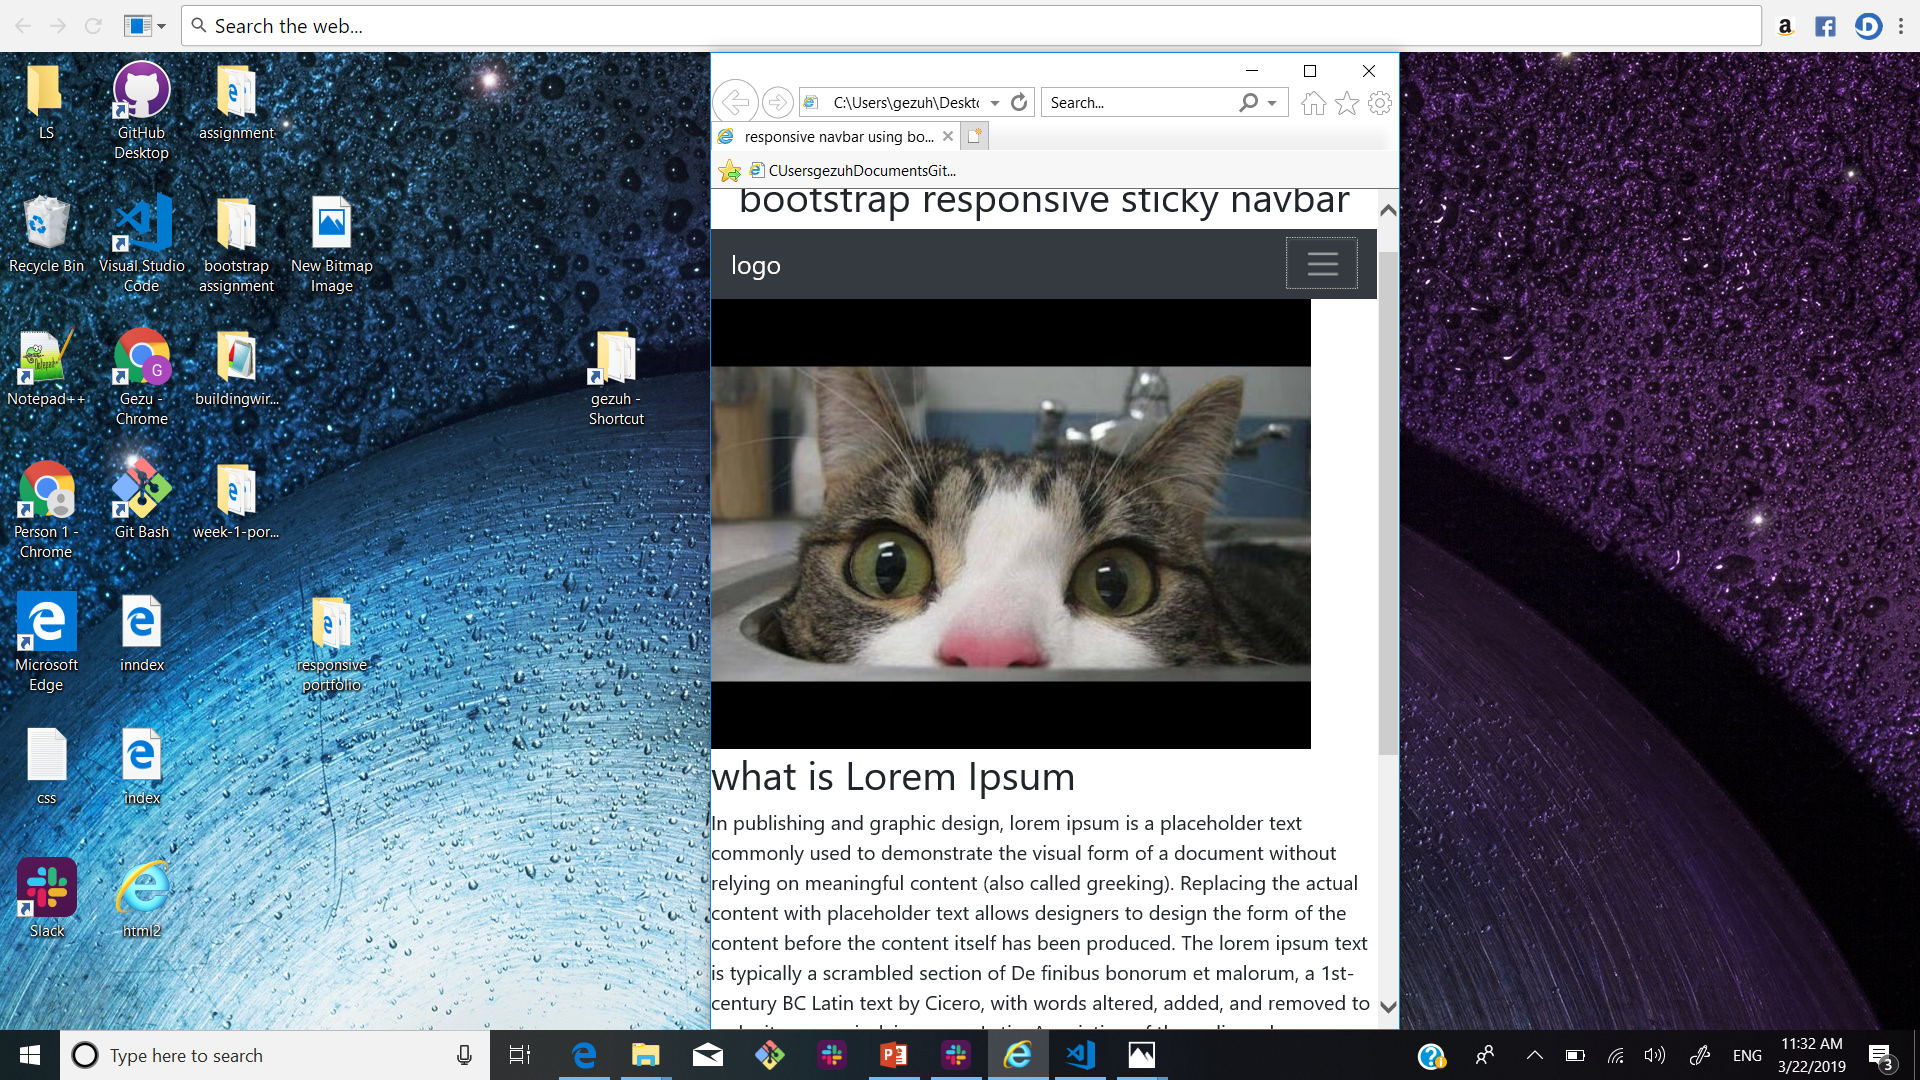 Search the web...
LS
GitHub
Desktop
assignment
Recycle Bin
Visual Studio
Code
bootstrap
assignment
New Bitmap
Image
Notepad++
G
Gezu -
Chrome
buildingwir...
gezuh -
Shortcut
Person 1 -
Chrome
Git Bash
week-1-por...
Microsoft
Edge
inndex
responsive
portfolio
css
index
Slack
html2
C:\Users\gezuh\Deskto
Search...
responsive navbar using bo...
CUsersgezuhDocumentsGit...
bootstrap responsive sticky navbar
logo
what is Lorem Ipsum
In publishing and graphic design, lorem ipsum is a placeholder text
commonly used to demonstrate the visual form of a document without
relying on meaningful content (also called greeking). Replacing the actual
content with placeholder text allows designers to design the form of the
content before the content itself has been produced. The lorem ipsum text
is typically a scrambled section of De finibus bonorum et malorum, a 1st-
century BC Latin text by Cicero, with words altered, added, and removed to
Type here to search
ENG
11:32 AM
3/22/2019
3